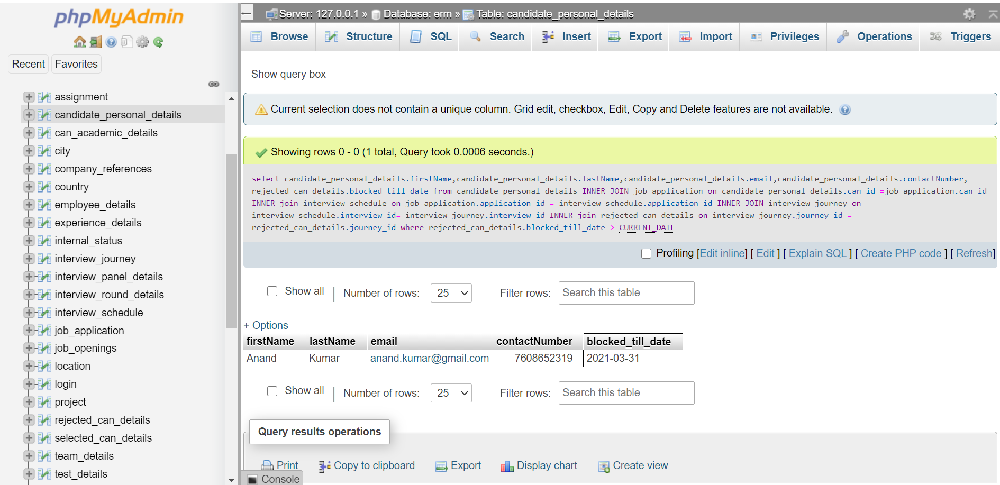 phpMyAdmin
Recent
Favorites
assignment
candidate_personal_details
can_academic_details
city
company_references
country
employee_details
experience_details
internal_status
interview_journey
interview_panel_details
interview_round_details
interview_schedule
job_application
job_openings
location
login
project
rejected_can_details
selected_can_details
team_details
test_details
Server: 127.0.0.1 » Database: erm » Table: candidate_personal_details
Browse Structure SQL Search Insert Export Import Privileges Operations Triggers
Show query box
Current selection does not contain a unique column. Grid edit, checkbox, Edit, Copy and Delete features are not available.
Showing rows 0 - 0 (1 total, Query took 0.0006 seconds.)
select candidate_personal_details.firstName,candidate_personal_details.lastName,candidate_personal_details.email,candidate_personal_details.contactNumber,
rejected_can_details.blocked_till_date from candidate_personal_details INNER JOIN job_application on candidate_personal_details.can_id =job_application.can_id
INNER join interview_schedule on job_application.application_id = interview_schedule.application_id INNER JOIN interview_journey on
interview_schedule.interview_id= interview_journey.interview_id INNER join rejected_can_details on interview_journey.journey_id =
rejected_can_details.journey_id where rejected_can_details.blocked_till_date > CURRENT_DATE
Profiling [Edit inline] [ Edit ] [ Explain SQL ] [ Create PHP code ] [ Refresh]
Show all | Number of rows: 25 Filter rows: Search this table
+ Options
firstName lastName email contactNumber blocked_till_date
Anand Kumar anand.kumar@gmail.com 7608652319 2021-03-31
Show all | Number of rows: 25 Filter rows: Search this table
Query results operations
Print Copy to clipboard Export Display chart Create view
Console